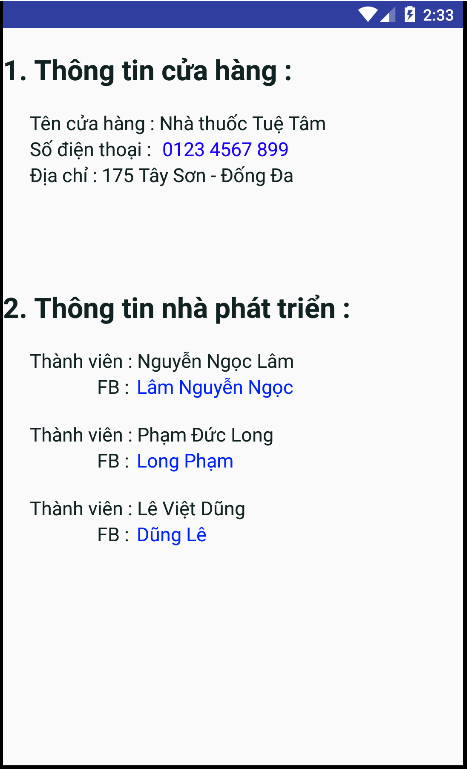 2:33
1. Thông tin cửa hàng :
Tên cửa hàng : Nhà thuốc Tuệ Tâm
Số điện thoại : 0123 4567 899
Địa chỉ : 175 Tây Sơn - Đống Đa
2. Thông tin nhà phát triển :
Thành viên : Nguyễn Ngọc Lâm
FB : Lâm Nguyễn Ngọc
Thành viên : Phạm Đức Long
FB : Long Phạm
Thành viên : Lê Việt Dũng
FB : Dũng Lê